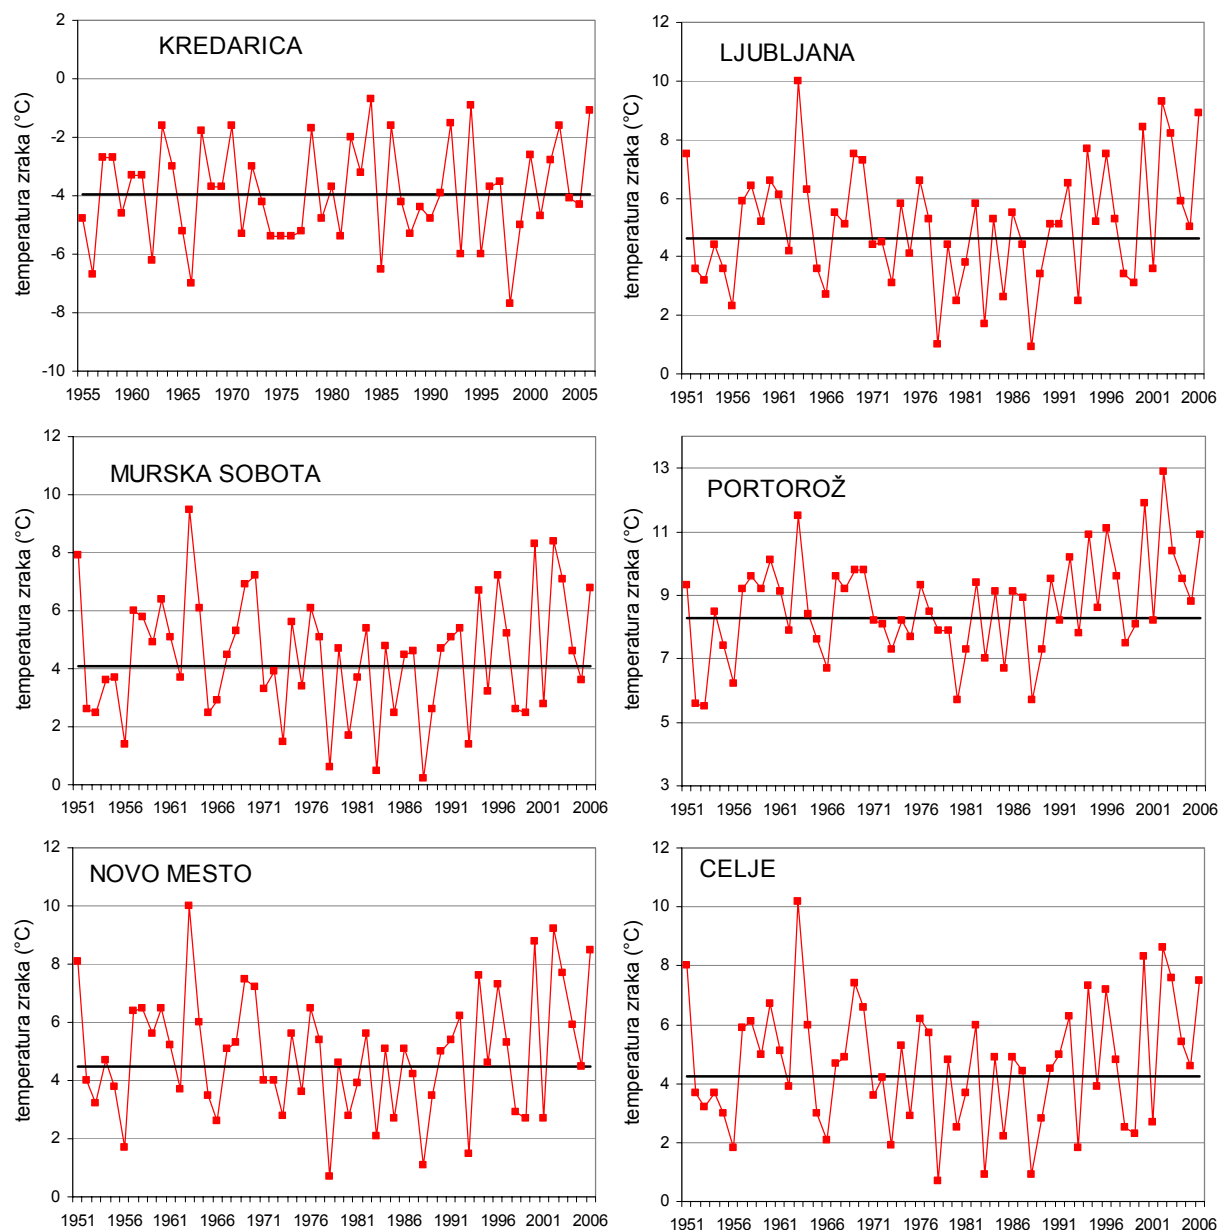 KREDARICA
temperatura zraka (°C)
2
0
-2
-4
-6
-8
-10
1955 1960 1965 1970 1975 1980 1985 1990 1995 2000 2005
LJUBLJANA
temperatura zraka (°C)
12
10
8
6
4
2
0
1951 1956 1961 1966 1971 1976 1981 1986 1991 1996 2001 2006
MURSKA SOBOTA
temperatura zraka (°C)
12
10
8
6
4
2
0
1951 1956 1961 1966 1971 1976 1981 1986 1991 1996 2001 2006
PORTOROŽ
temperatura zraka (°C)
13
11
9
7
5
3
1951 1956 1961 1966 1971 1976 1981 1986 1991 1996 2001 2006
NOVO MESTO
temperatura zraka (°C)
12
10
8
6
4
2
0
1951 1956 1961 1966 1971 1976 1981 1986 1991 1996 2001 2006
CELJE
temperatura zraka (°C)
12
10
8
6
4
2
0
1951 1956 1961 1966 1971 1976 1981 1986 1991 1996 2001 2006